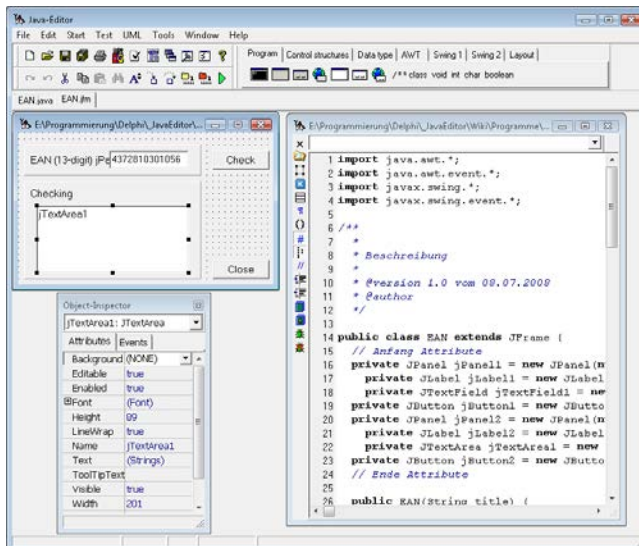 Java-Editor
File Edit Start Test UML Tools Window Help
Program Control structures Data type AWT Swing 1 Swing 2 Layout
/** class void int char boolean
EAN.java EAN.jfm
E:\Programmierung\Delphi\_JavaEditor\...
EAN (13-digit) jPe 4372810301056 Check
Checking
jTextArea1
Close
Object-Inspector
jTextArea1: JTextArea
Attributes Events
Background (NONE)
Editable true
Enabled true
Font (Font)
Height 89
LineWrap true
Name jTextArea1
Text (Strings)
ToolTipText
Visible true
Width 201
E:\Programmierung\Delphi\_JavaEditor\Wiki\Programme\...
1 import java.awt.*;
2 import java.awt.event.*;
3 import javax.swing.*;
4 import javax.swing.event.*;
5
6 /**
7 *
8 * Beschreibung
9 *
10 * @version 1.0 vom 08.07.2008
11 * @author
12 */
13
14 public class EAN extends JFrame {
15 // Anfang Attribute
16 private JPanel jPanel1 = new JPanel(n
17 private JLabel jLabel1 = new JLabel
18 private JTextField jTextField1 = new
19 private JButton jButton1 = new JButto
20 private JPanel jPanel2 = new JPanel(n
21 private JLabel jLabel2 = new JLabel
22 private JTextArea jTextArea1 = new
23 private JButton jButton2 = new JButto
24 // Ende Attribute
25
26 public EAN(String title) {